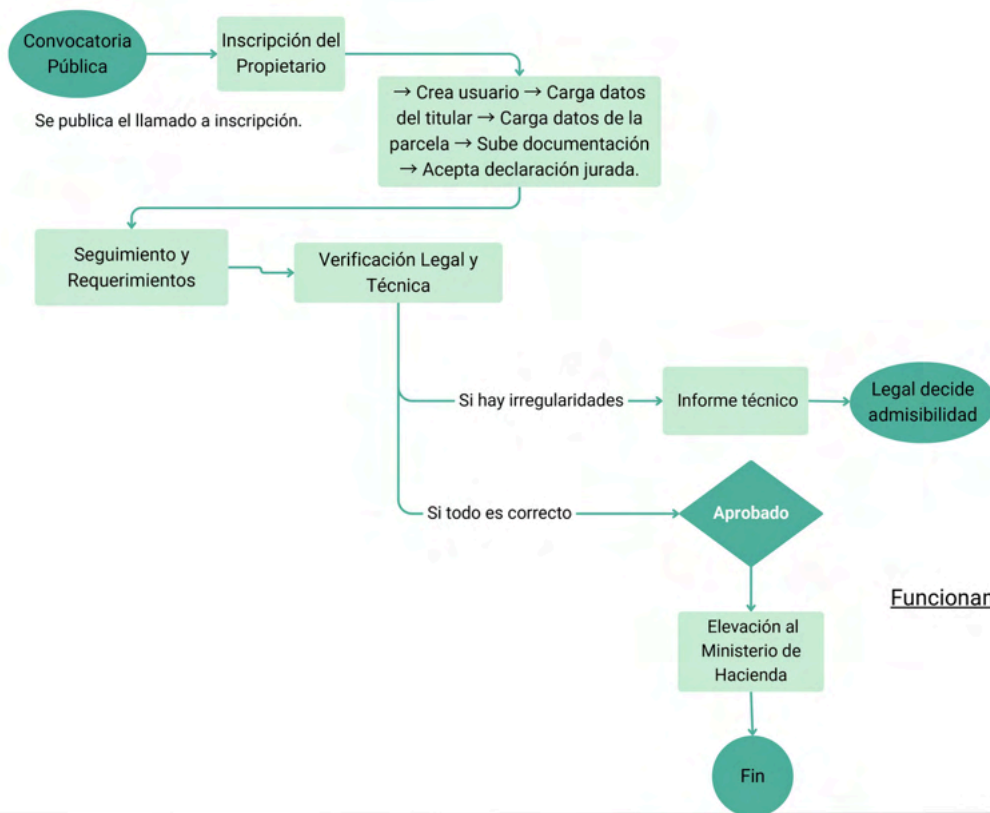 Convocatoria
Pública
Inscripción del
Propietario
Se publica el llamado a inscripción.
→ Crea usuario → Carga datos
del titular → Carga datos de la
parcela → Sube documentación
→ Acepta declaración jurada.
Seguimiento y
Requerimientos
Verificación Legal y
Técnica
Si hay irregularidades
Informe técnico
Legal decide
admisibilidad
Si todo es correcto
Aprobado
Elevación al
Ministerio de
Hacienda
Fin